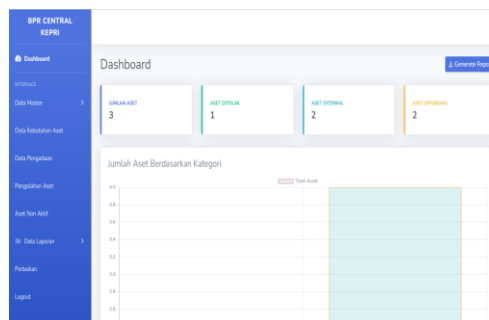 BPR CENTRAL
KEPRI
Dashboard
INTERFACE
Data Master
Data Kebutuhan Aset
Data Pengadaan
Pengolahan Aset
Aset Non Aktif
Data Laporan
Perbaikan
Logout
Dashboard
Generate Repo
JUMLAH ASET
3
ASET DITOLAK
1
ASET DITERIMA
2
ASET DIPERBAIKI
2
Jumlah Aset Berdasarkan Kategori
Total Asset
4.0
3.8
3.6
3.4
3.2
3.0
2.8
2.6